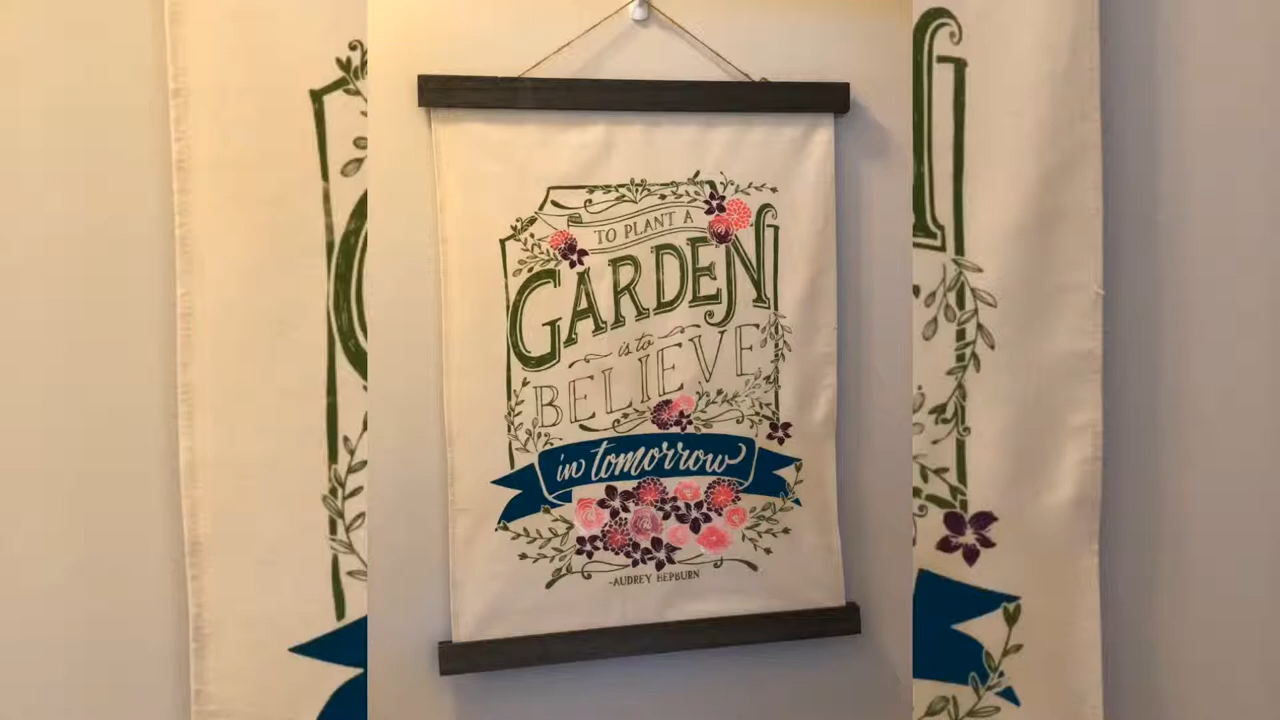 TO PLANT A
GARDEN
is to
BELIEVE
in tomorrow
-AUDREY HEPBURN